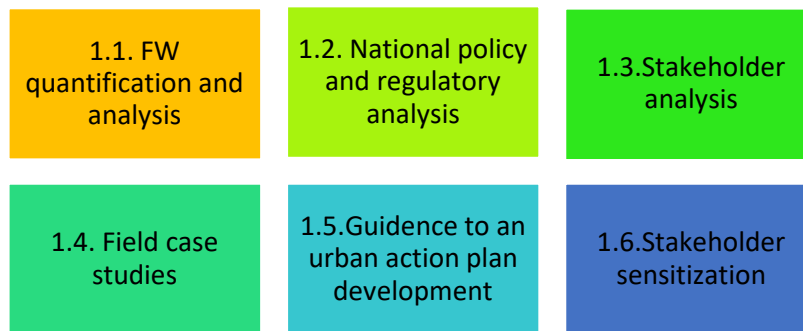 1.1. FW
quantification and
analysis
1.2. National policy
and regulatory
analysis
1.3.Stakeholder
analysis
1.4. Field case
studies
1.5.Guidence to an
urban action plan
development
1.6.Stakeholder
sensitization